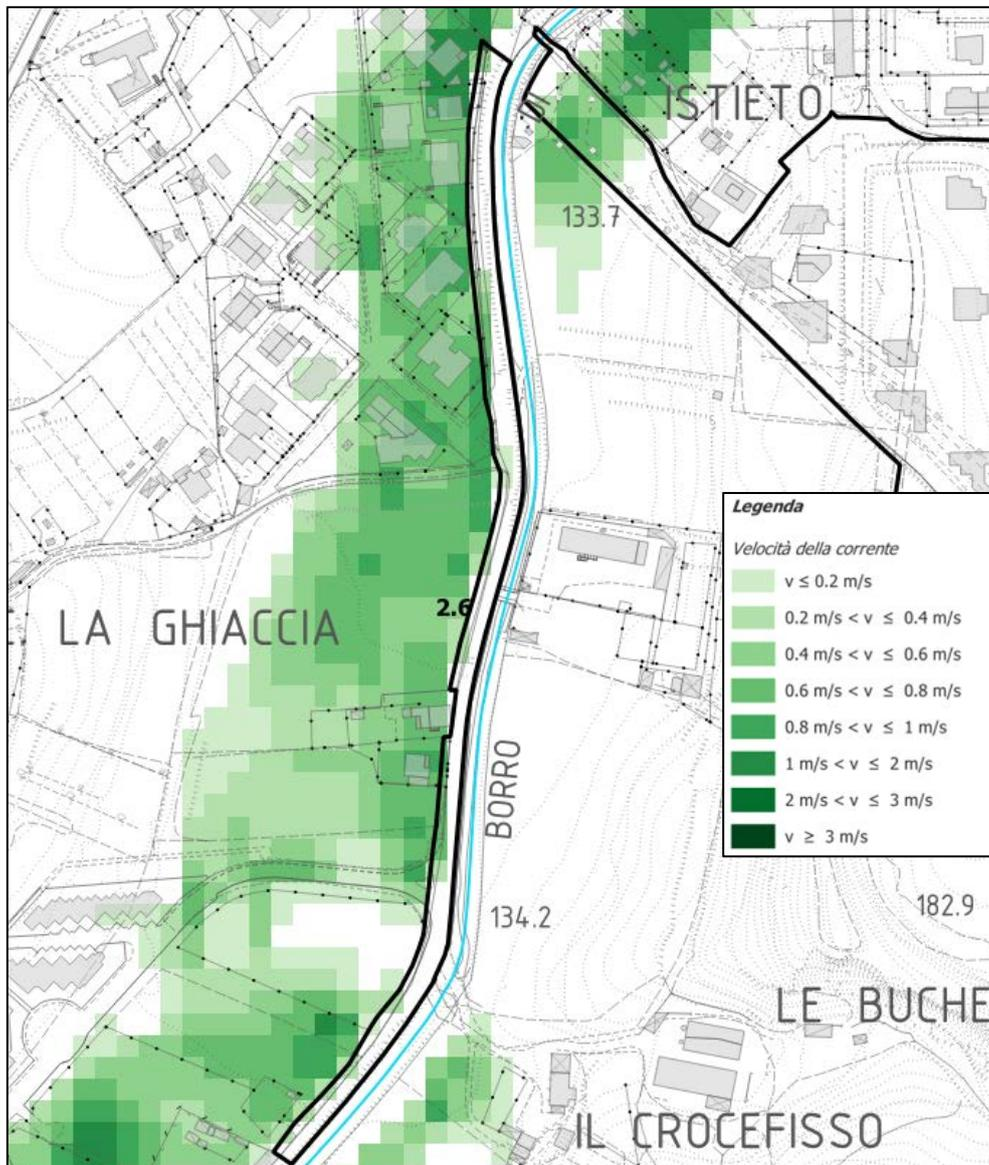 ISTIETO
133.7
Legenda
Velocità della corrente
v ≤ 0.2 m/s
0.2 m/s < v ≤ 0.4 m/s
0.4 m/s < v ≤ 0.6 m/s
0.6 m/s < v ≤ 0.8 m/s
0.8 m/s < v ≤ 1 m/s
1 m/s < v ≤ 2 m/s
2 m/s < v ≤ 3 m/s
v ≥ 3 m/s
2.6
LA GHIACCIA
BORRO
134.2
182.9
LE BUCHE
IL CROCEFISSO